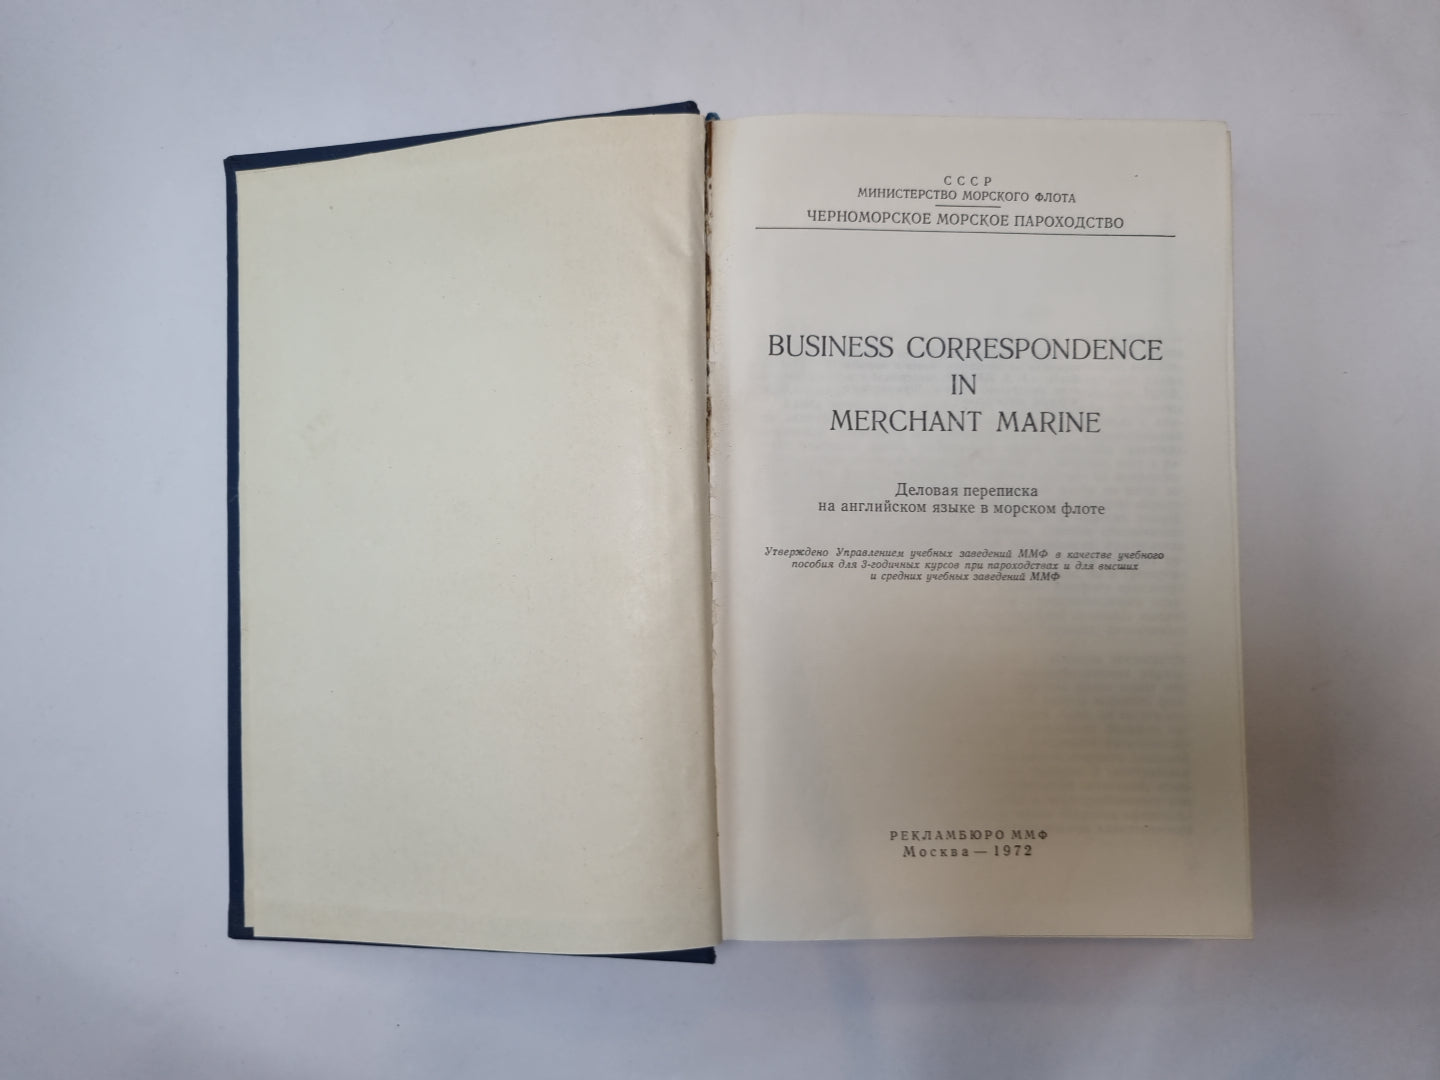 СССР
МИНИСТЕРСТВО МОРСКОГО ФЛОТА
ЧЕРНОМОРСКОЕ МОРСКОЕ ПАРОХОДСТВО
BUSINESS CORRESPONDENCE
IN
MERCHANT MARINE
Деловая переписка
на английском языке в морском флоте
Утверждено Управлением учебных заведений ММФ в качестве учебного
пособия для 3-годичных курсов при пароходствах и для высших
и средних учебных заведений ММФ
РЕКЛАМБЮРО ММФ
Москва — 1972